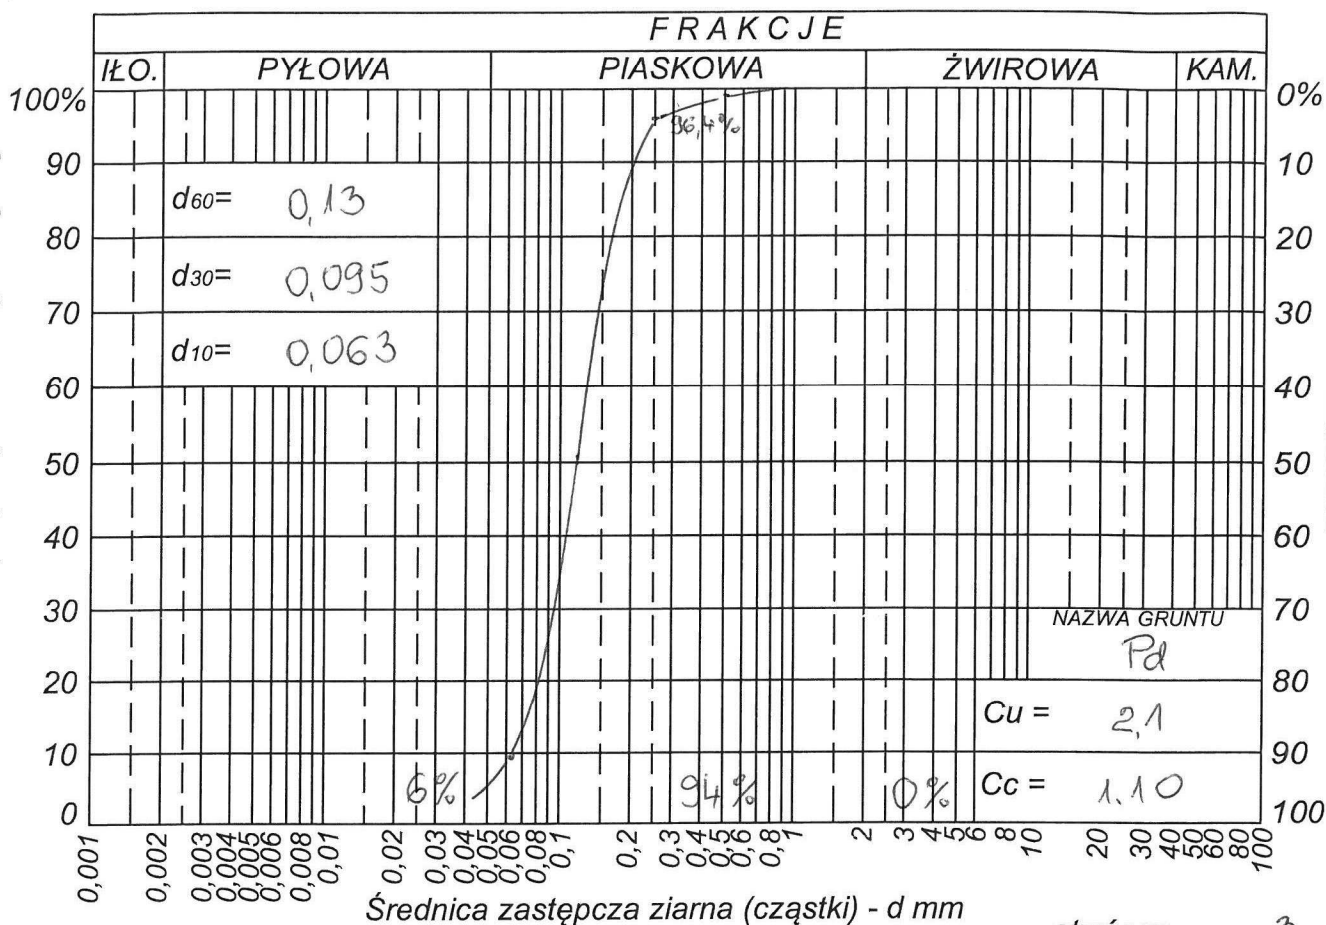 FRAKCJE
IŁO. PYŁOWA PIASKOWA ŻWIROWA KAM.
100% 96,4% 0%
90 10
d60= 0,13
80 20
d30= 0,095
70 30
d10= 0,063
60 40
50 50
40 60
30 70
NAZWA GRUNTU
Pd
20 80
Cu = 2,1
10 90
6% 94% 0% Cc = 1.10
0 100
0,001 0,002 0,003 0,004 0,005 0,006 0,008 0,01 0,02 0,03 0,04 0,05 0,06 0,08 0,1 0,2 0,3 0,4 0,5 0,6 0,8 1 2 3 4 5 6 8 10 20 30 40 50 60 80 100
Średnica zastępcza ziarna (cząstki) - d mm